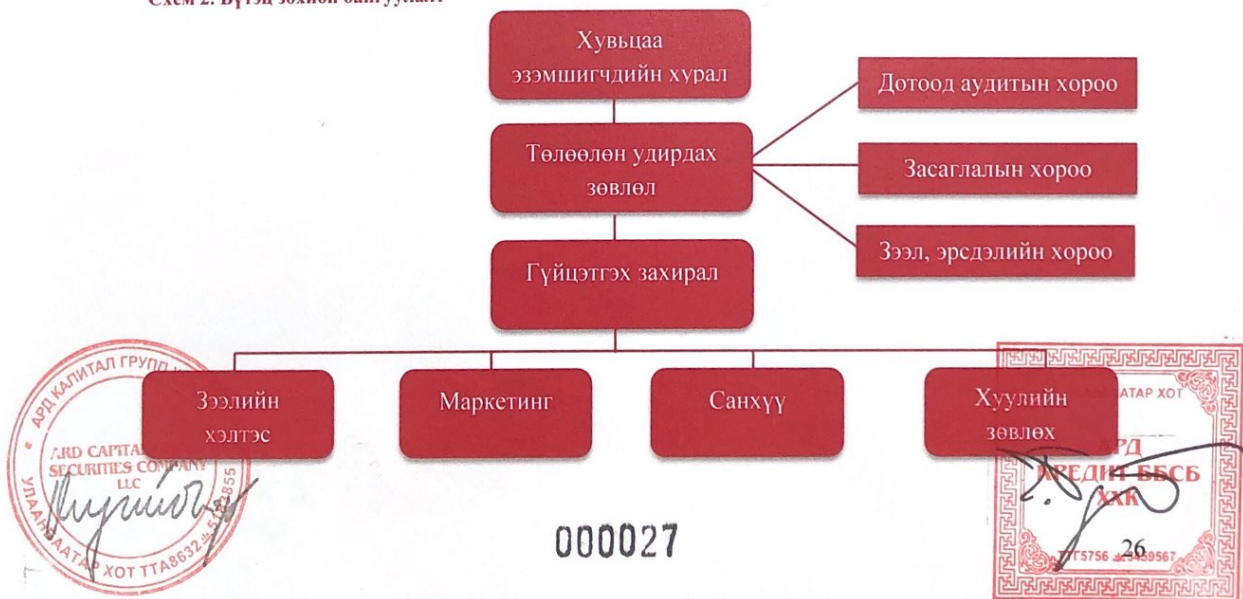 Хувьцаа
эзэмшигчдийн хурал
Төлөөлөн удирдах
зөвлөл
Дотоод аудитын хороо
Засаглалын хороо
Зээл, эрсдэлийн хороо
Гүйцэтгэх захирал
Зээлийн
хэлтэс
Маркетинг
Санхүү
Хуулийн
зөвлөх
АРД КАПИТАЛ ГРУПП
ARD CAPITAL
SECURITIES COMPANY
LLC
УЛААНБААТАР ХОТ ТТА8632
АРД
КРЕДИТ ББСБ
ХХК
000027
26